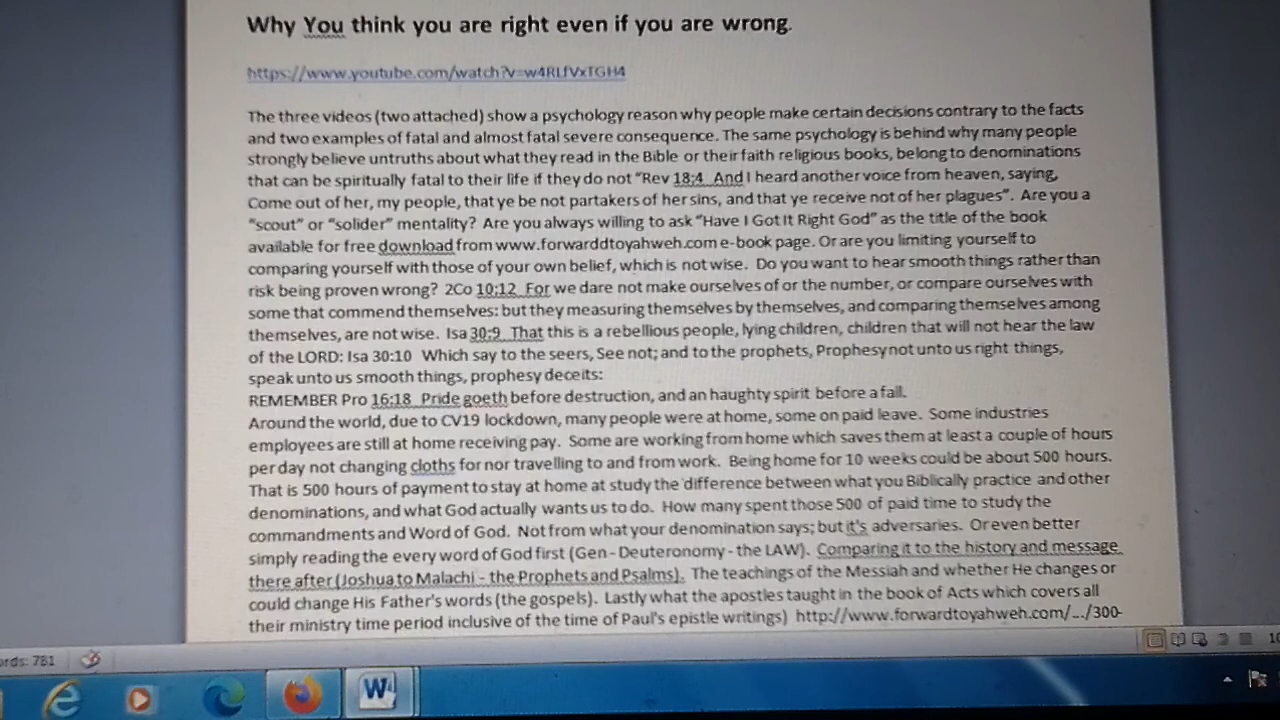 Why You think you are right even if you are wrong.
https://www.youtube.com/watch?v=w4RLfVxTGH4
The three videos (two attached) show a psychology reason why people make certain decisions contrary to the facts
and two examples of fatal and almost fatal severe consequence. The same psychology is behind why many people
strongly believe untruths about what they read in the Bible or their faith religious books, belong to denominations
that can be spiritually fatal to their life if they do not "Rev 18:4 And I heard another voice from heaven, saying,
Come out of her, my people, that ye be not partakers of her sins, and that ye receive not of her plagues". Are you a
"scout" or "solider" mentality? Are you always willing to ask "Have I Got It Right God" as the title of the book
available for free download from www.forwarddtoyahweh.com e-book page. Or are you limiting yourself to
comparing yourself with those of your own belief, which is not wise. Do you want to hear smooth things rather than
risk being proven wrong? 2Co 10:12 For we dare not make ourselves of or the number, or compare ourselves with
some that commend themselves: but they measuring themselves by themselves, and comparing themselves among
themselves, are not wise. Isa 30:9 That this is a rebellious people, lying children, children that will not hear the law
of the LORD: Isa 30:10 Which say to the seers, See not; and to the prophets, Prophesy not unto us right things,
speak unto us smooth things, prophesy deceits:
REMEMBER Pro 16:18 Pride goeth before destruction, and an haughty spirit before a fall.
Around the world, due to CV19 lockdown, many people were at home, some on paid leave. Some industries
employees are still at home receiving pay. Some are working from home which saves them at least a couple of hours
per day not changing cloths for nor travelling to and from work. Being home for 10 weeks could be about 500 hours.
That is 500 hours of payment to stay at home at study the difference between what you Biblically practice and other
denominations, and what God actually wants us to do. How many spent those 500 of paid time to study the
commandments and Word of God. Not from what your denomination says; but it's adversaries. Or even better
simply reading the every word of God first (Gen - Deuteronomy - the LAW). Comparing it to the history and message
there after (Joshua to Malachi - the Prophets and Psalms). The teachings of the Messiah and whether He changes or
could change His Father's words (the gospels). Lastly what the apostles taught in the book of Acts which covers all
their ministry time period inclusive of the time of Paul's epistle writings) http://www.forwardtoyahweh.com/.../300-
ords: 781
10